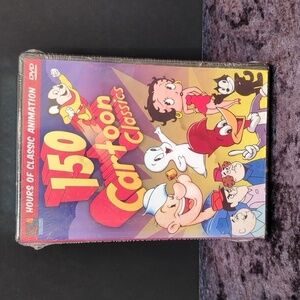 HOURS OF CLASSIC ANIMATION
DVD
150
Cartoon
Classics